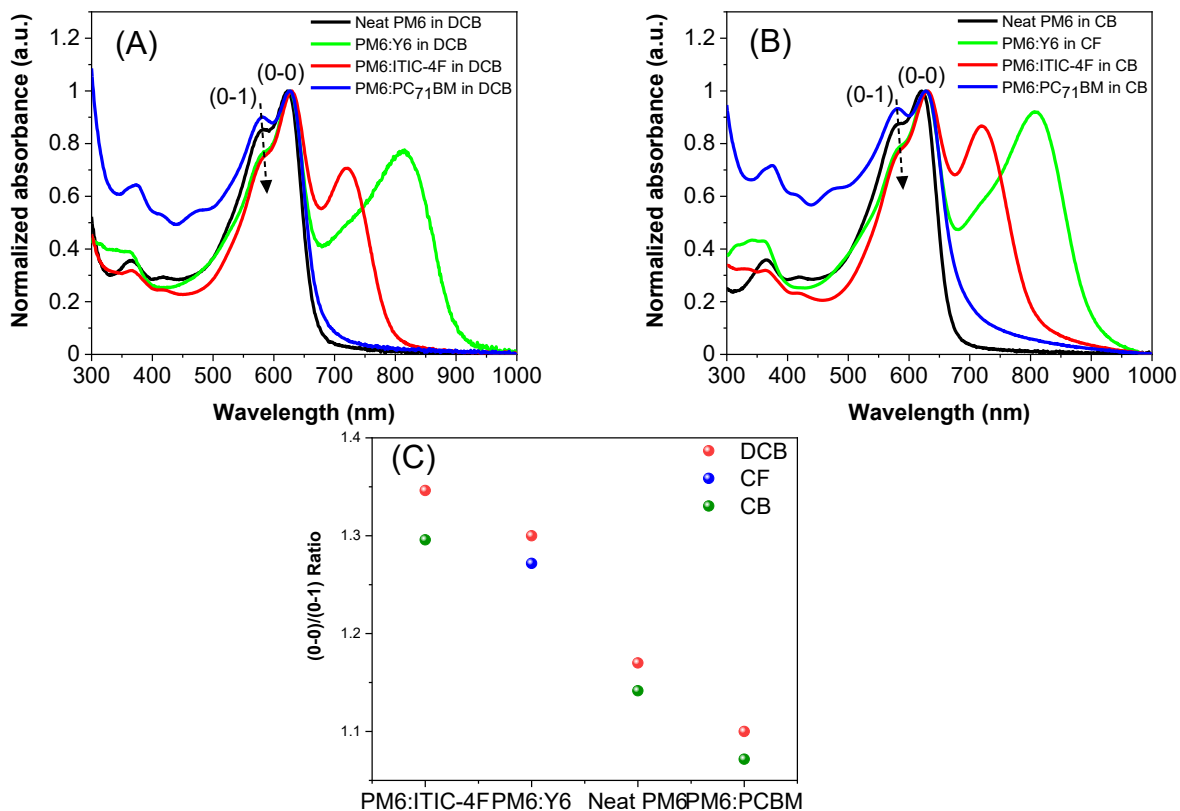 (A)
Neat PM6 in DCB
PM6:Y6 in DCB
PM6:ITIC-4F in DCB
PM6:PC71BM in DCB
(0-0)
(0-1)
Normalized absorbance (a.u.)
1.2
1
0.8
0.6
0.4
0.2
0
300 400 500 600 700 800 900 1000
Wavelength (nm)
(B)
Neat PM6 in CB
PM6:Y6 in CF
PM6:ITIC-4F in CB
PM6:PC71BM in CB
(0-0)
(0-1)
Normalized absorbance (a.u.)
1.2
1
0.8
0.6
0.4
0.2
0
300 400 500 600 700 800 900 1000
Wavelength (nm)
(C)
DCB
CF
CB
(0-0)/(0-1) Ratio
1.4
1.3
1.2
1.1
PM6:ITIC-4F PM6:Y6 Neat PM6 PM6:PCBM